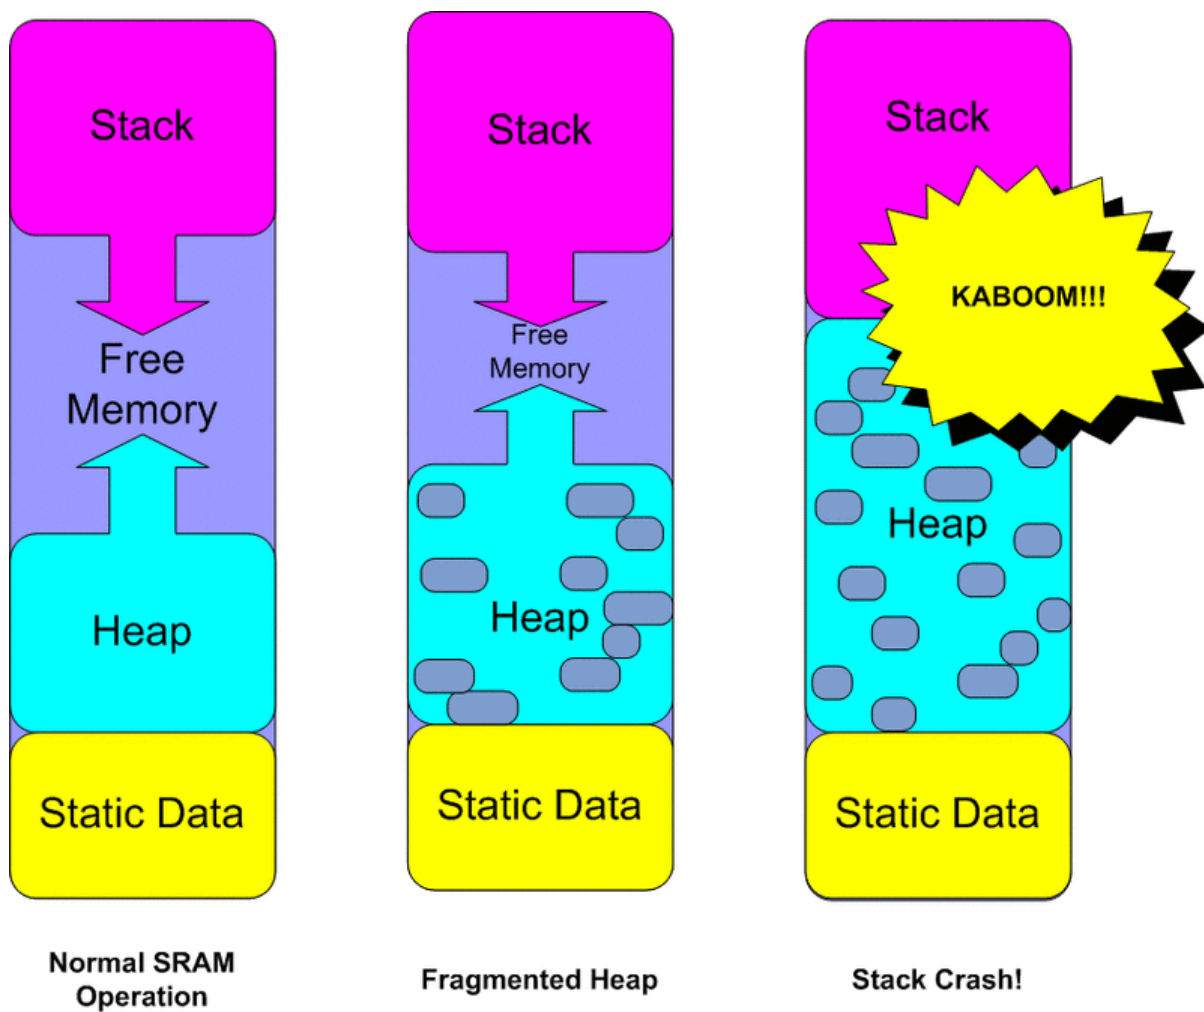 Stack
Free
Memory
Heap
Static Data
Normal SRAM
Operation
Stack
Free
Memory
Heap
Static Data
Fragmented Heap
Stack
KABOOM!!!
Heap
Static Data
Stack Crash!